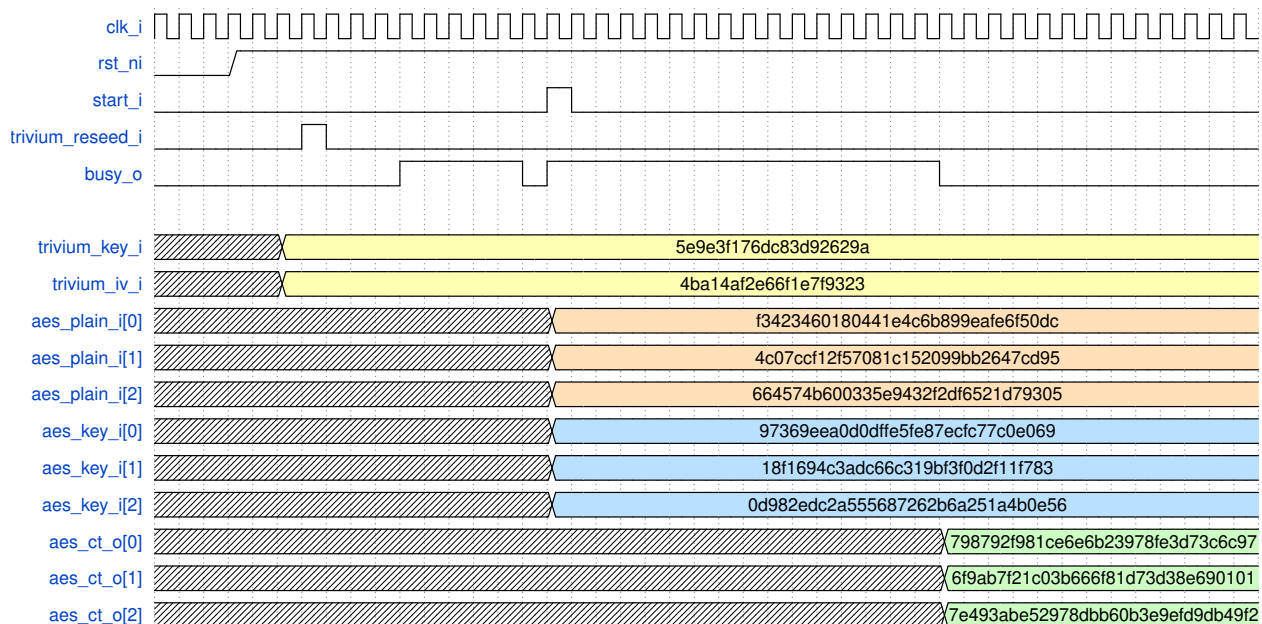 clk_i
rst_ni
start_i
trivium_reseed_i
busy_o
trivium_key_i 5e9e3f176dc83d92629a
trivium_iv_i 4ba14af2e66f1e7f9323
aes_plain_i[0] f3423460180441e4c6b899eafe6f50dc
aes_plain_i[1] 4c07ccf12f57081c152099bb2647cd95
aes_plain_i[2] 664574b600335e9432f2df6521d79305
aes_key_i[0] 97369eea0d0dffe5fe87ecfc77c0e069
aes_key_i[1] 18f1694c3adc66c319bf3f0d2f11f783
aes_key_i[2] 0d982edc2a555687262b6a251a4b0e56
aes_ct_o[0] 798792f981ce6e6b23978fe3d73c6c97
aes_ct_o[1] 6f9ab7f21c03b666f81d73d38e690101
aes_ct_o[2] 7e493abe52978dbb60b3e9efd9db49f2